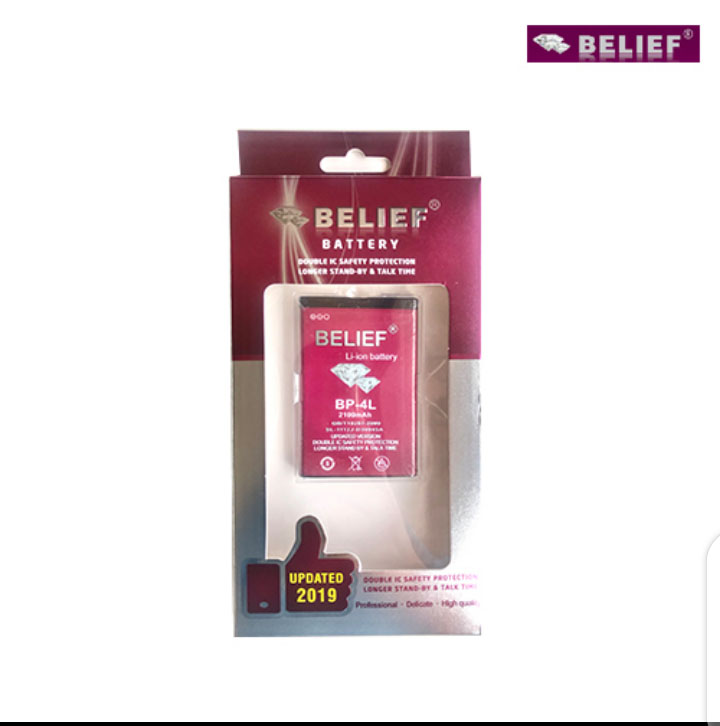 BELIEF®
BELIEF®
BATTERY
DOUBLE IC SAFETY PROTECTION
LONGER STAND-BY & TALK TIME
BELIEF®
Li-ion battery
BP-4L
2100mAh
UPDATED VERSION
DOUBLE IC SAFETY PROTECTION
LONGER STAND-BY & TALK TIME
UPDATED
2019
DOUBLE IC SAFETY PROTECTION
LONGER STAND-BY & TALK TIME
Professional · Delicate · High quality